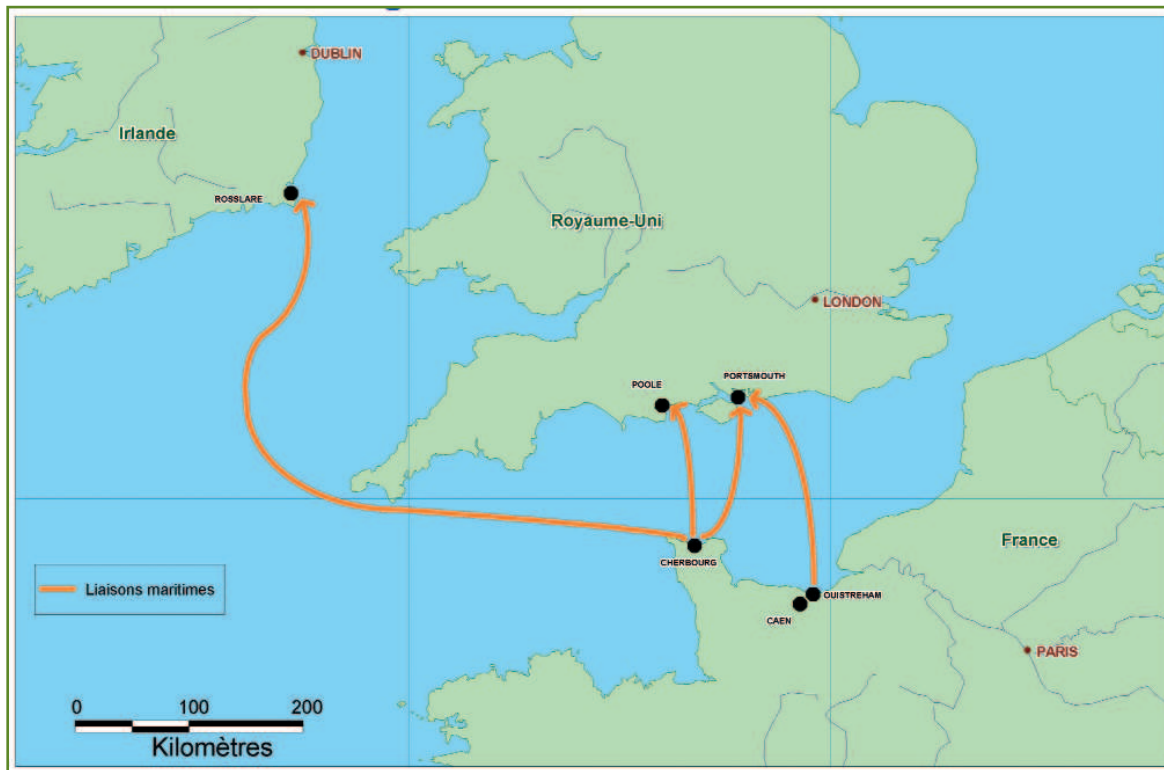 DUBLIN
Irlande
ROSSLARE
Royaume-Uni
LONDON
POOLE
PORTSMOUTH
France
CHERBOURG
Liaisons maritimes
OUISTREHAM
CAEN
PARIS
0 100 200
Kilomètres